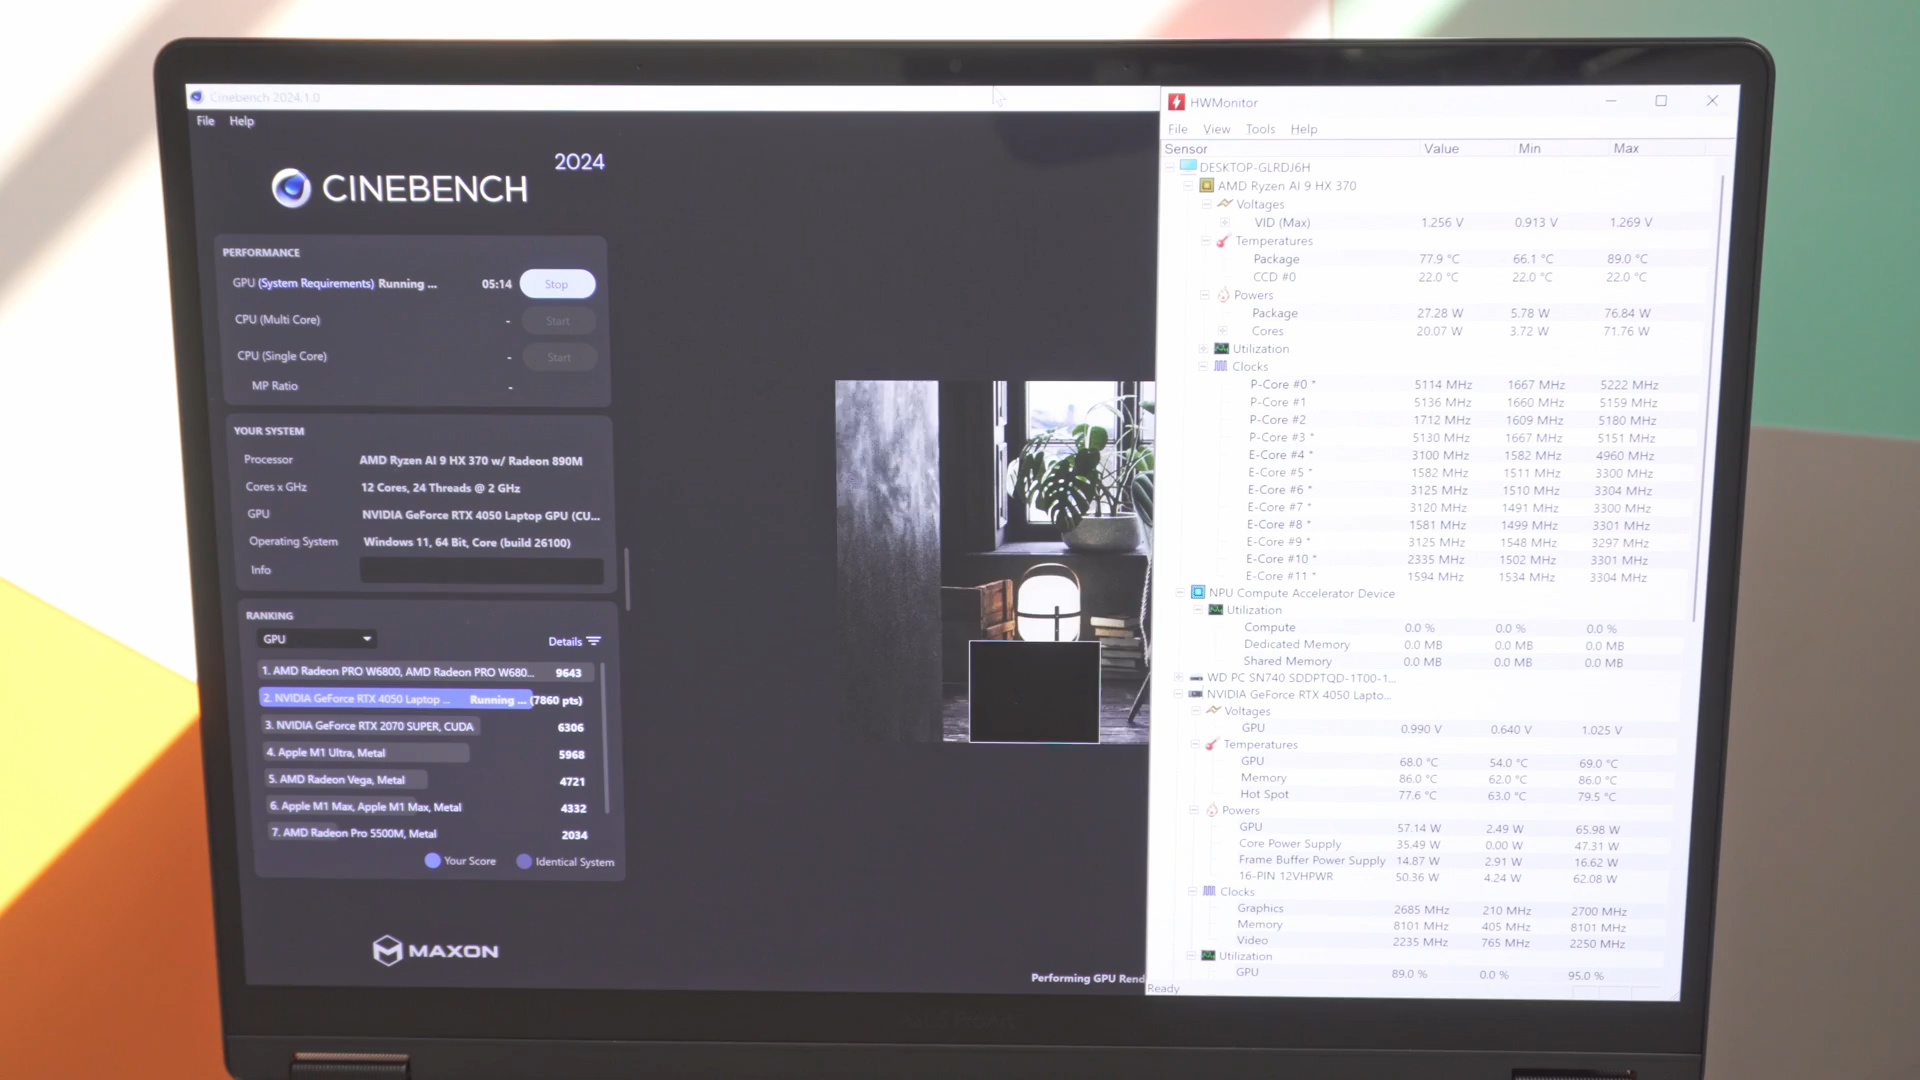 Cinebench 2024.1.0
File Help
CINEBENCH 2024
PERFORMANCE
GPU (System Requirements) Running ... 05:14 Stop
CPU (Multi Core) - Start
CPU (Single Core) - Start
MP Ratio -
YOUR SYSTEM
Processor AMD Ryzen AI 9 HX 370 w/ Radeon 890M
Cores x GHz 12 Cores, 24 Threads @ 2 GHz
GPU NVIDIA GeForce RTX 4050 Laptop GPU (CU...
Operating System Windows 11, 64 Bit, Core (build 26100)
Info
RANKING
GPU Details
1. AMD Radeon PRO W6800, AMD Radeon PRO W680... 9643
2. NVIDIA GeForce RTX 4050 Laptop ... Running ... (7860 pts)
3. NVIDIA GeForce RTX 2070 SUPER, CUDA 6306
4. Apple M1 Ultra, Metal 5968
5. AMD Radeon Vega, Metal 4721
6. Apple M1 Max, Apple M1 Max, Metal 4332
7. AMD Radeon Pro 5500M, Metal 2034
Your Score Identical System
MAXON
Performing GPU Rend
HWMonitor
File View Tools Help
Sensor Value Min Max
DESKTOP-GLRDJ6H
AMD Ryzen AI 9 HX 370
Voltages
VID (Max) 1.256 V 0.913 V 1.269 V
Temperatures
Package 77.9 °C 66.1 °C 89.0 °C
CCD #0 22.0 °C 22.0 °C 22.0 °C
Powers
Package 27.28 W 5.78 W 76.84 W
Cores 20.07 W 3.72 W 71.76 W
Utilization
Clocks
P-Core #0 * 5114 MHz 1667 MHz 5222 MHz
P-Core #1 5136 MHz 1660 MHz 5159 MHz
P-Core #2 1712 MHz 1609 MHz 5180 MHz
P-Core #3 * 5130 MHz 1667 MHz 5151 MHz
E-Core #4 * 3100 MHz 1582 MHz 4960 MHz
E-Core #5 * 1582 MHz 1511 MHz 3300 MHz
E-Core #6 * 3125 MHz 1510 MHz 3304 MHz
E-Core #7 * 3120 MHz 1491 MHz 3300 MHz
E-Core #8 * 1581 MHz 1499 MHz 3301 MHz
E-Core #9 * 3125 MHz 1548 MHz 3297 MHz
E-Core #10 * 2335 MHz 1502 MHz 3301 MHz
E-Core #11 * 1594 MHz 1534 MHz 3304 MHz
NPU Compute Accelerator Device
Utilization
Compute 0.0 % 0.0 % 0.0 %
Dedicated Memory 0.0 MB 0.0 MB 0.0 MB
Shared Memory 0.0 MB 0.0 MB 0.0 MB
WD PC SN740 SDDPTQD-1T00-1...
NVIDIA GeForce RTX 4050 Lapto...
Voltages
GPU 0.990 V 0.640 V 1.025 V
Temperatures
GPU 68.0 °C 54.0 °C 69.0 °C
Memory 86.0 °C 62.0 °C 86.0 °C
Hot Spot 77.6 °C 63.0 °C 79.5 °C
Powers
GPU 57.14 W 2.49 W 65.98 W
Core Power Supply 35.49 W 0.00 W 47.31 W
Frame Buffer Power Supply 14.87 W 2.91 W 16.62 W
16-PIN 12VHPWR 50.36 W 4.24 W 62.08 W
Clocks
Graphics 2685 MHz 210 MHz 2700 MHz
Memory 8101 MHz 405 MHz 8101 MHz
Video 2235 MHz 765 MHz 2250 MHz
Utilization
GPU 89.0 % 0.0 % 95.0 %
Ready